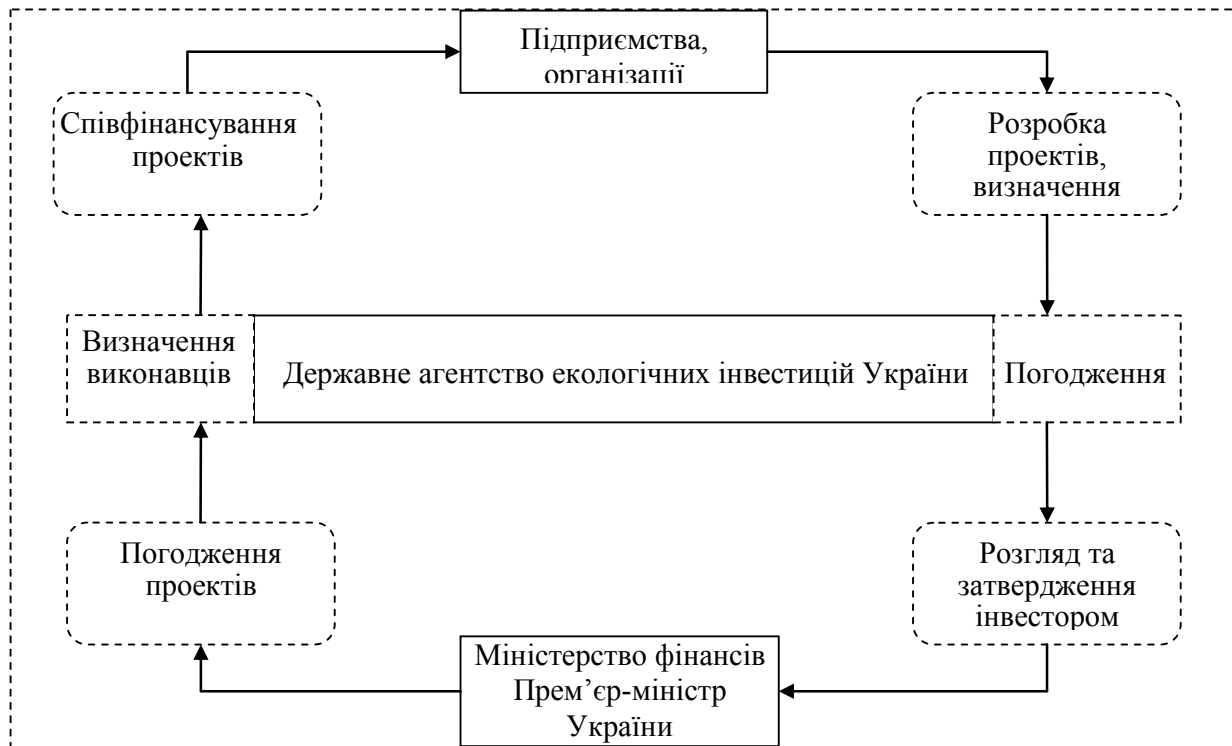 Підприємства,
організації
Співфінансування
проектів
Розробка
проектів,
визначення
Визначення
виконавців
Державне агентство екологічних інвестицій України
Погодження
Погодження
проектів
Розгляд та
затвердження
інвестором
Міністерство фінансів
Прем’єр-міністр
України